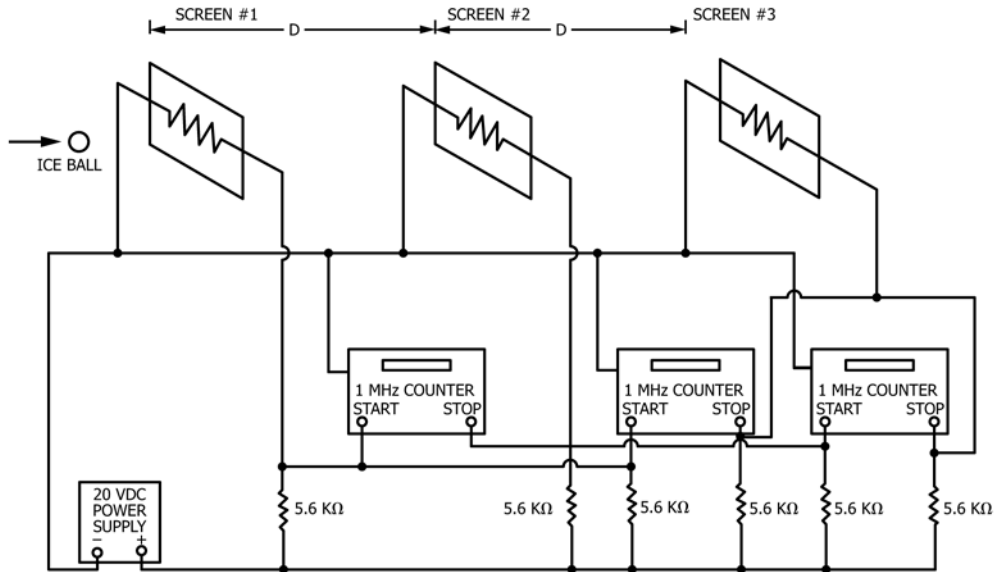 SCREEN #1
SCREEN #2
SCREEN #3
D
D
ICE BALL
1 MHz COUNTER
START STOP
1 MHz COUNTER
START STOP
1 MHz COUNTER
START STOP
20 VDC
POWER
SUPPLY
− +
5.6 KΩ
5.6 KΩ
5.6 KΩ
5.6 KΩ
5.6 KΩ
5.6 KΩ